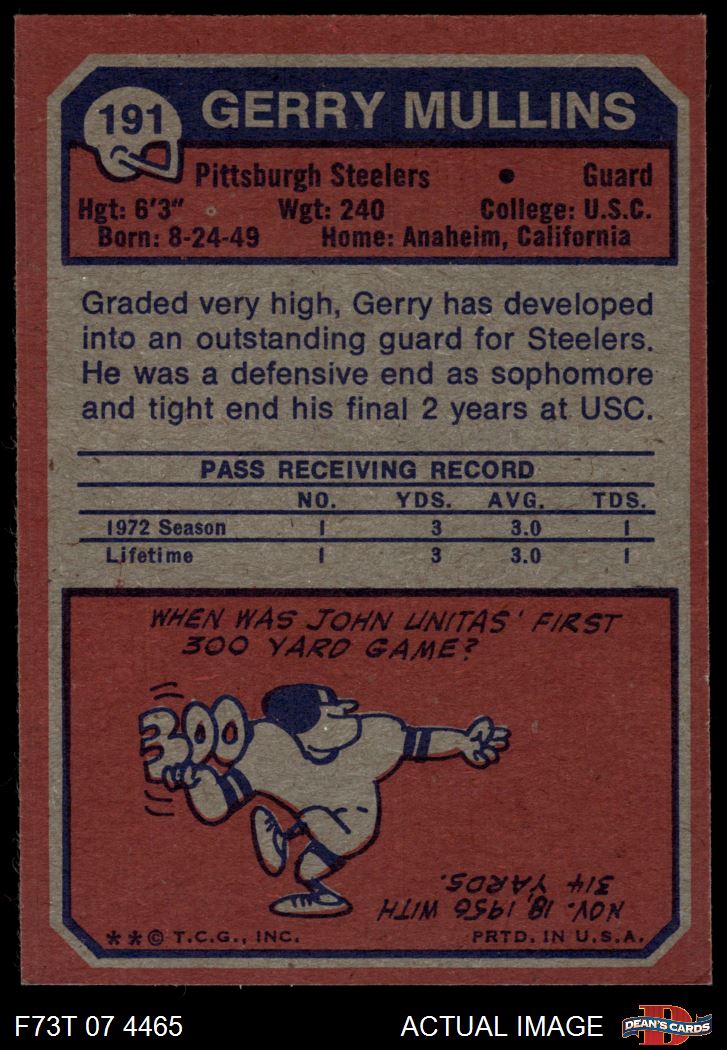 191 GERRY MULLINS
Pittsburgh Steelers • Guard
Hgt: 6'3" Wgt: 240 College: U.S.C.
Born: 8-24-49 Home: Anaheim, California
Graded very high, Gerry has developed
into an outstanding guard for Steelers.
He was a defensive end as sophomore
and tight end his final 2 years at USC.
PASS RECEIVING RECORD
NO. YDS. AVG. TDS.
1972 Season 1 3 3.0 1
Lifetime 1 3 3.0 1
WHEN WAS JOHN UNITAS' FIRST
300 YARD GAME?
300
NOV. 18, 1956 WITH
314 YARDS.
**© T.C.G., INC. PRTD. IN U.S.A.
F73T 07 4465 ACTUAL IMAGE D DEAN'S CARDS